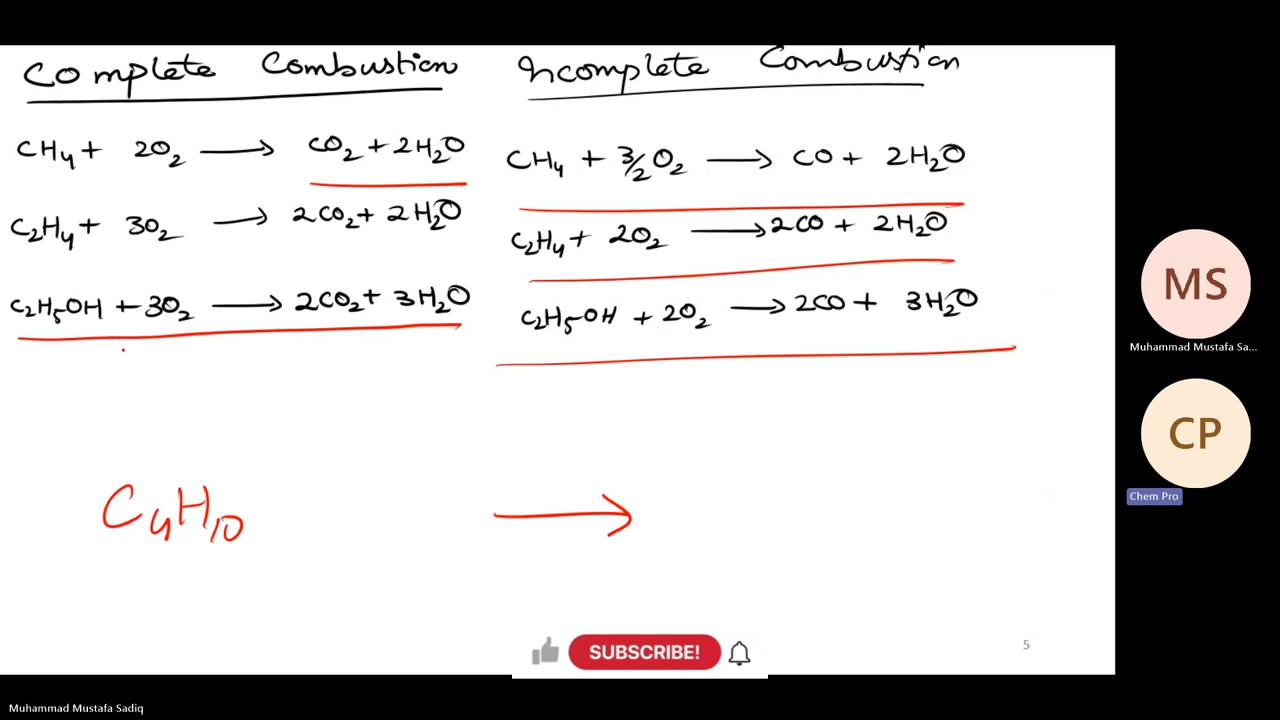 Complete Combustion
Incomplete Combustion
CH₄ + 2O₂ ⟶ CO₂ + 2H₂O
CH₄ + 3/2 O₂ ⟶ CO + 2H₂O
C₂H₄ + 3O₂ ⟶ 2CO₂ + 2H₂O
C₂H₄ + 2O₂ ⟶ 2CO + 2H₂O
C₂H₅OH + 3O₂ ⟶ 2CO₂ + 3H₂O
C₂H₅OH + 2O₂ ⟶ 2CO + 3H₂O
C₄H₁₀ ⟶
SUBSCRIBE!
5
MS
Muhammad Mustafa Sa...
CP
Chem Pro
Muhammad Mustafa Sadiq